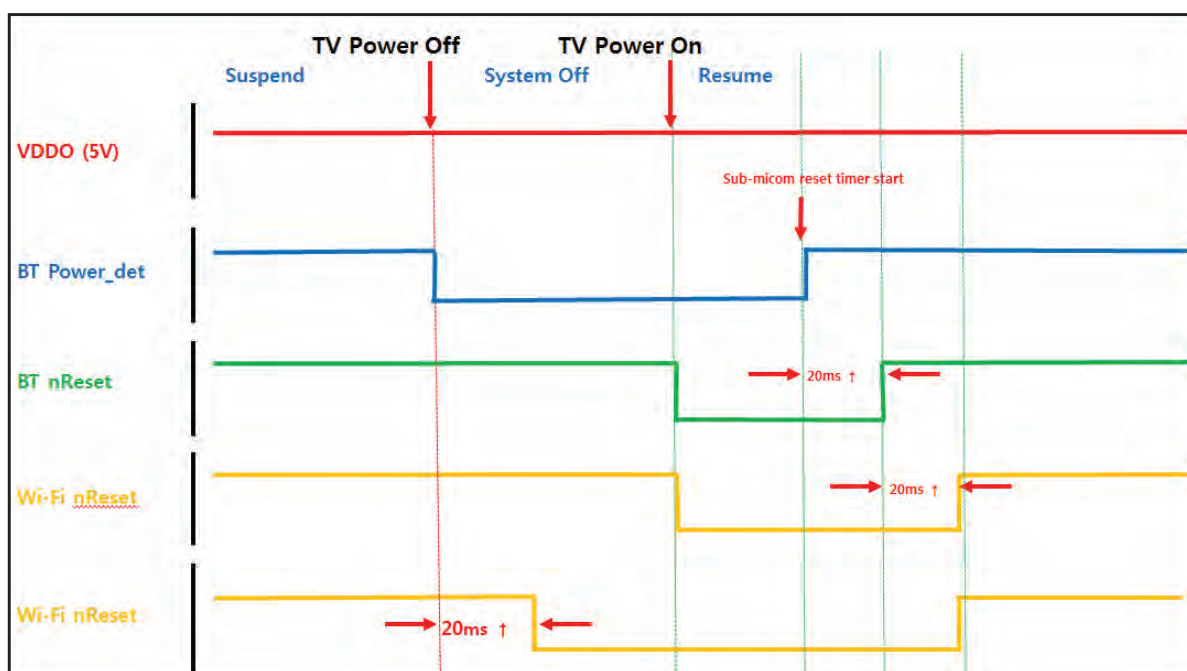 TV Power Off
TV Power On
Suspend
System Off
Resume
VDDO (5V)
Sub-micom reset timer start
BT Power_det
BT nReset
20ms ↑
Wi-Fi nReset
20ms ↑
Wi-Fi nReset
20ms ↑